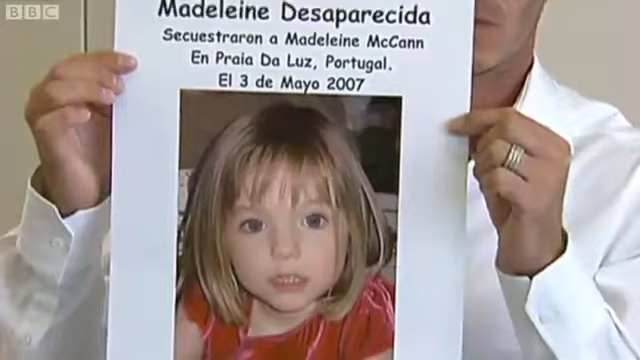 BBC
Madeleine Desaparecida
Secuestraron a Madeleine McCann
En Praia Da Luz, Portugal.
El 3 de Mayo 2007